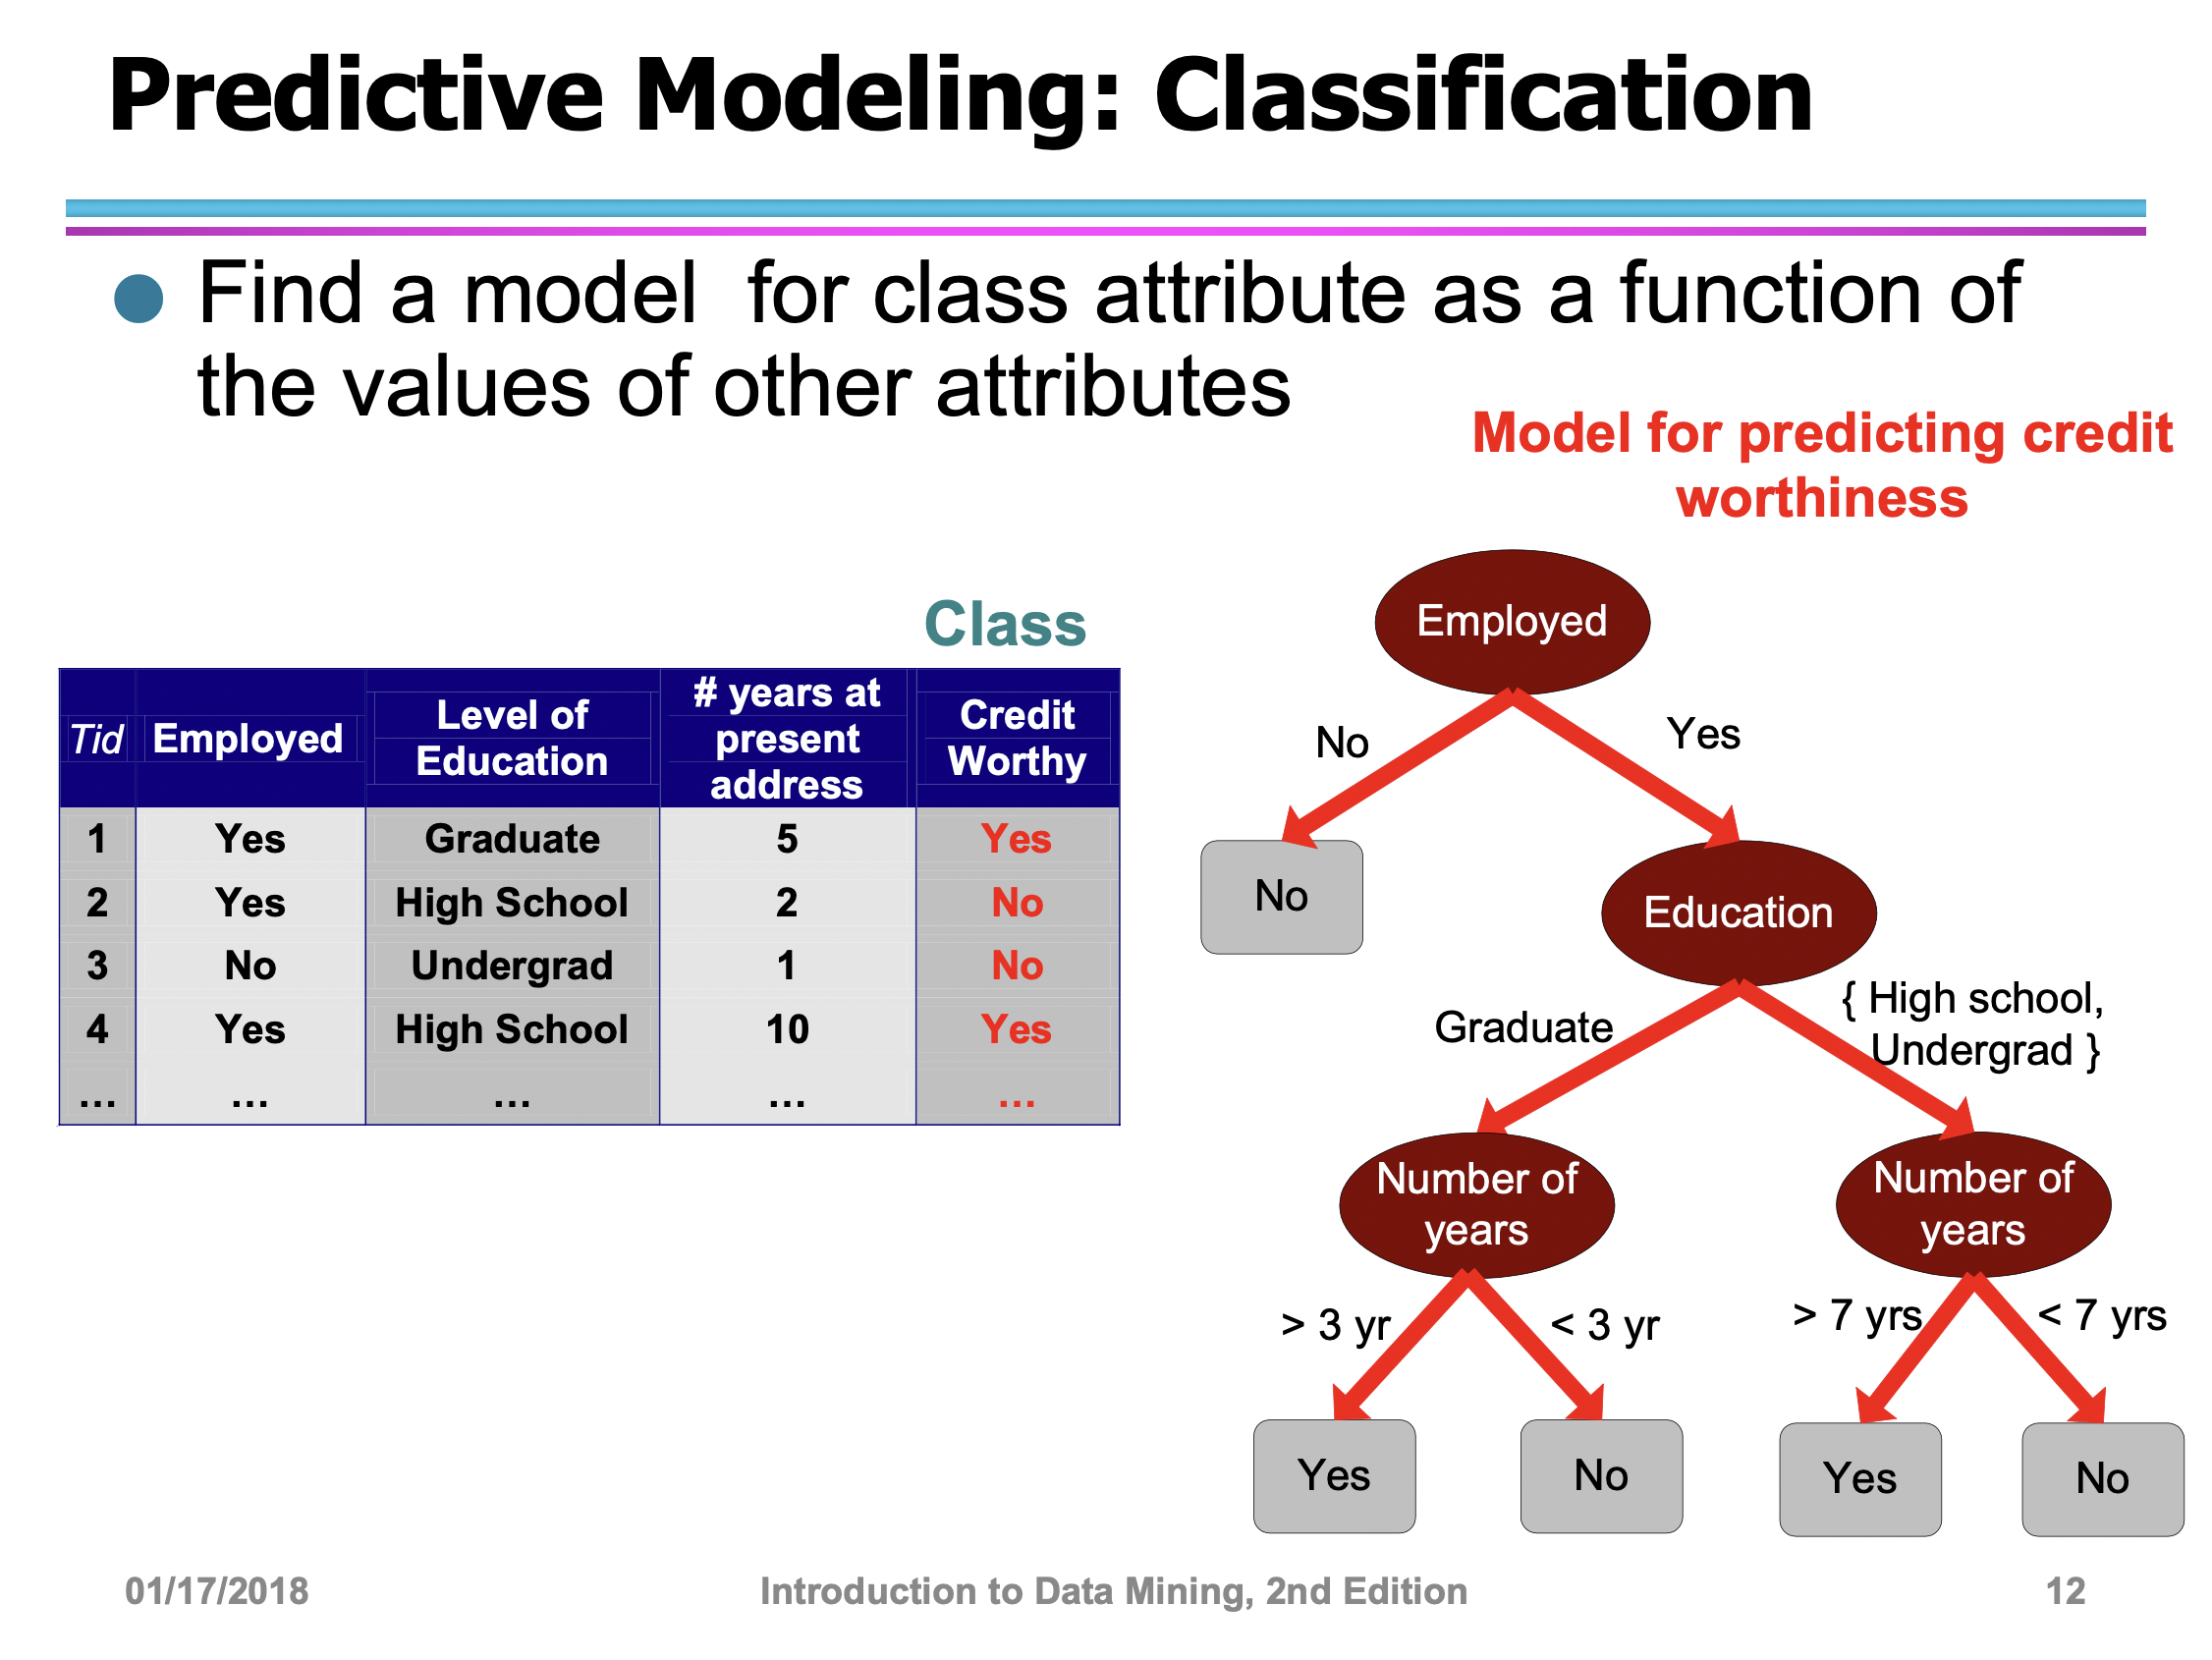 Predictive Modeling: Classification
Find a model  for class attribute as a function of
the values of other attributes
Model for predicting credit
worthiness
Class
Tid Employed Level of Education # years at present address Credit Worthy
1 Yes Graduate 5 Yes
2 Yes High School 2 No
3 No Undergrad 1 No
4 Yes High School 10 Yes
… … … … …
Employed
No Yes
No
Education
Graduate
{ High school,
Undergrad }
Number of
years
Number of
years
> 3 yr < 3 yr
> 7 yrs < 7 yrs
Yes No Yes No
01/17/2018 Introduction to Data Mining, 2nd Edition 12